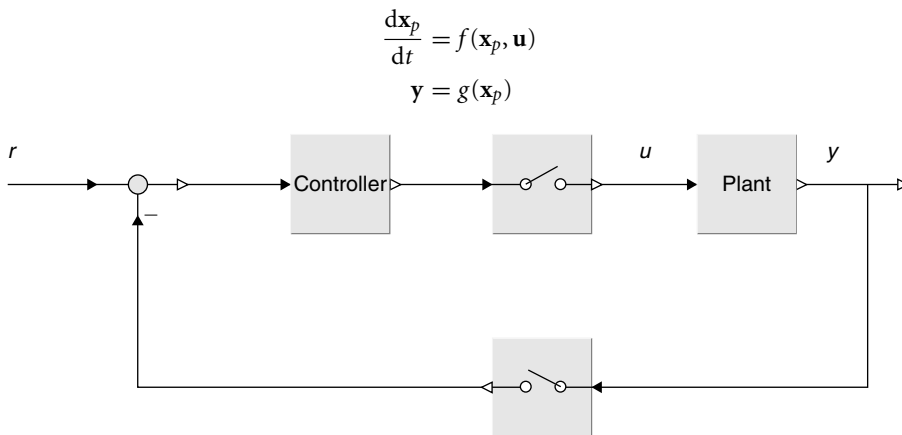 dx_p/dt = f(x_p, u)
y = g(x_p)
r
Controller
u
Plant
y
−